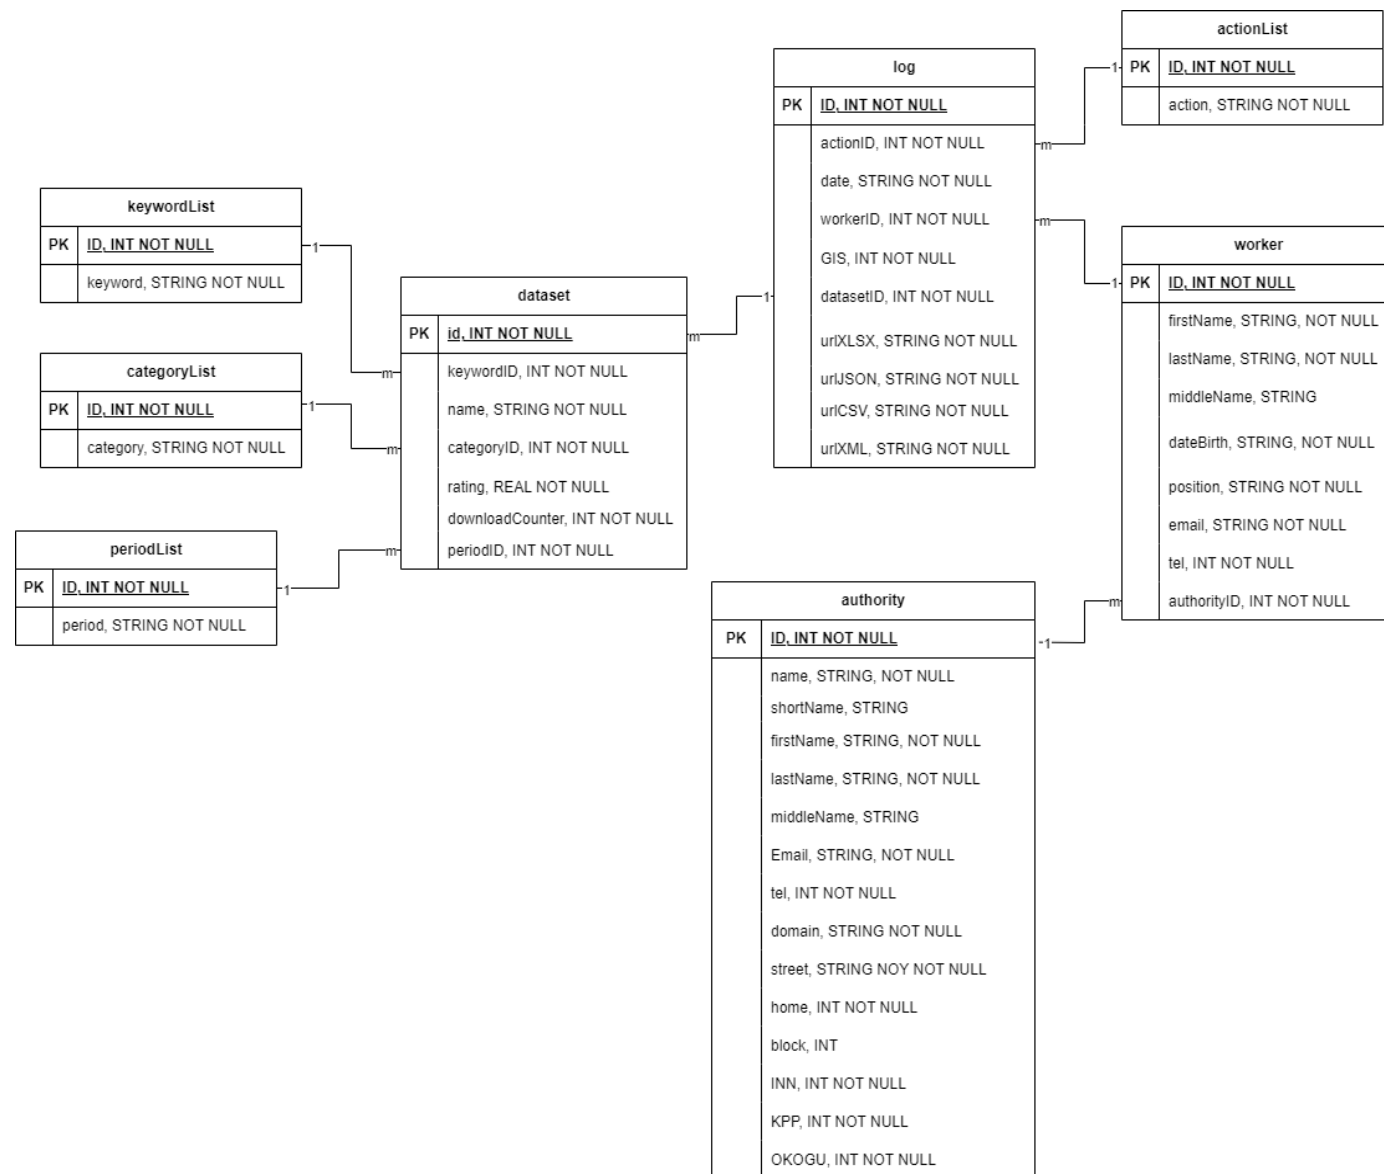 actionList
PK ID, INT NOT NULL
action, STRING NOT NULL
log
PK ID, INT NOT NULL
actionID, INT NOT NULL
date, STRING NOT NULL
workerID, INT NOT NULL
GIS, INT NOT NULL
datasetID, INT NOT NULL
urlXLSX, STRING NOT NULL
urlJSON, STRING NOT NULL
urlCSV, STRING NOT NULL
urlXML, STRING NOT NULL
1
m
m
1
keywordList
PK ID, INT NOT NULL
keyword, STRING NOT NULL
1
worker
PK ID, INT NOT NULL
firstName, STRING, NOT NULL
lastName, STRING, NOT NULL
middleName, STRING
dateBirth, STRING, NOT NULL
position, STRING NOT NULL
email, STRING NOT NULL
tel, INT NOT NULL
authorityID, INT NOT NULL
dataset
PK id, INT NOT NULL
keywordID, INT NOT NULL
name, STRING NOT NULL
categoryID, INT NOT NULL
rating, REAL NOT NULL
downloadCounter, INT NOT NULL
periodID, INT NOT NULL
1
m
m
categoryList
PK ID, INT NOT NULL
category, STRING NOT NULL
1
m
periodList
PK ID, INT NOT NULL
period, STRING NOT NULL
1
m
authority
PK ID, INT NOT NULL
name, STRING, NOT NULL
shortName, STRING
firstName, STRING, NOT NULL
lastName, STRING, NOT NULL
middleName, STRING
Email, STRING, NOT NULL
tel, INT NOT NULL
domain, STRING NOT NULL
street, STRING NOY NOT NULL
home, INT NOT NULL
block, INT
INN, INT NOT NULL
KPP, INT NOT NULL
OKOGU, INT NOT NULL
1
m